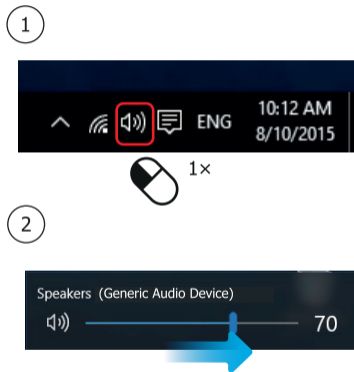 1
ENG
10:12 AM
8/10/2015
1×
2
Speakers (Generic Audio Device)
70